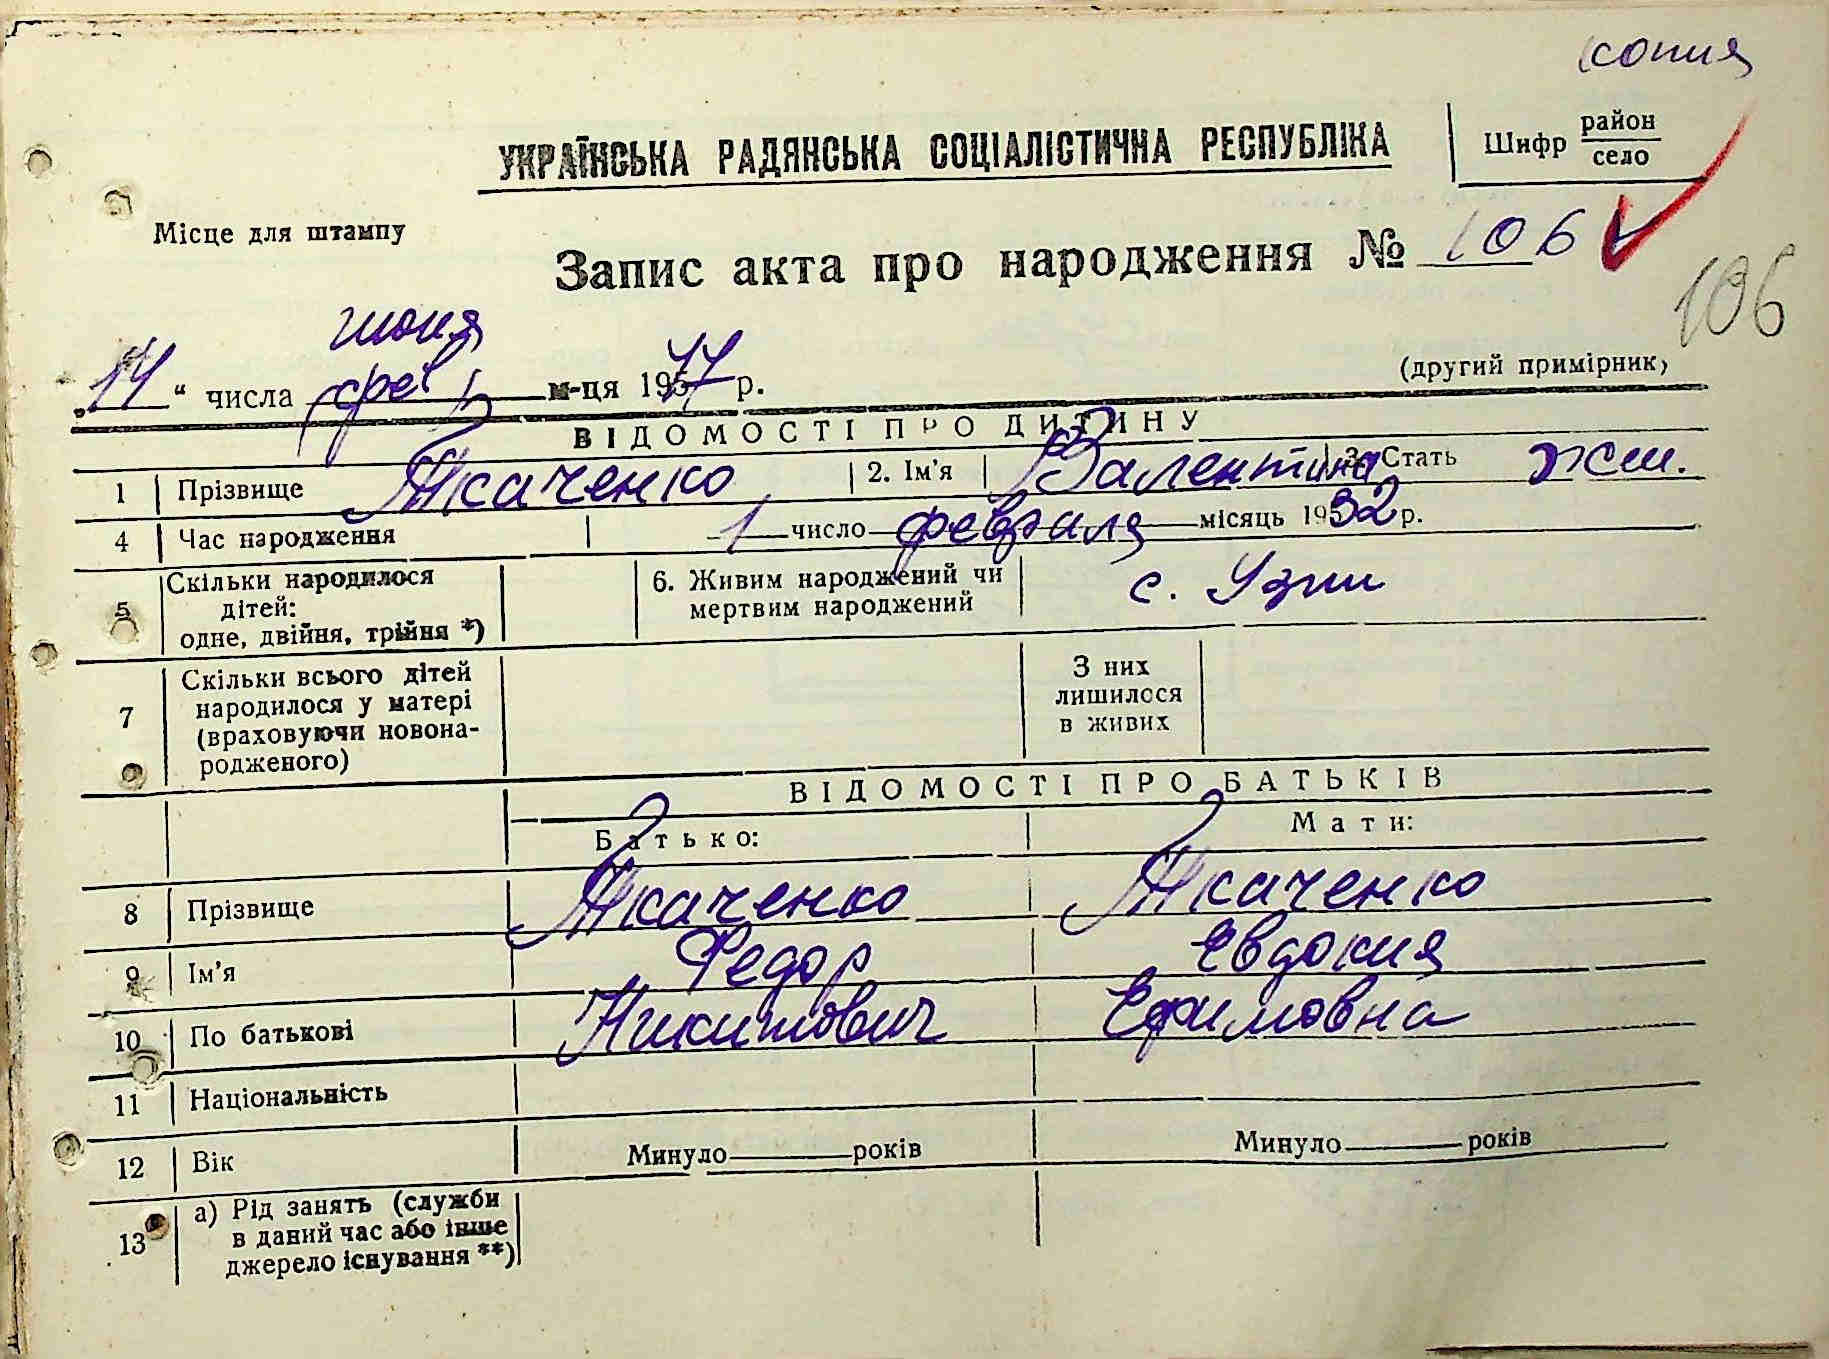 копия
УКРАЇНСЬКА РАДЯНСЬКА СОЦІАЛІСТИЧНА РЕСПУБЛІКА
Шифр район
село
Місце для штампу
Запис акта про народження № 106
106
июня
„14“ числа фев м-ця 1977 р.
(другий примірник)
ВІДОМОСТІ ПРО ДИТИНУ
1 Прізвище Ткаченко 2. Ім'я Валентина 3. Стать жен.
4 Час народження 1 число февраля місяць 1932 р.
5 Скільки народилося дітей: одне, двійня, трійня *) 6. Живим народжений чи мертвим народжений с. Узин
7 Скільки всього дітей народилося у матері (враховуючи новонародженого) З них лишилося в живих
ВІДОМОСТІ ПРО БАТЬКІВ
Батько: Мати:
8 Прізвище Ткаченко Ткаченко
9 Ім'я Федор Евдокия
10 По батькові Никитович Ефимовна
11 Національність
12 Вік Минуло років Минуло років
13 а) Рід занять (служби в даний час або інше джерело існування **)